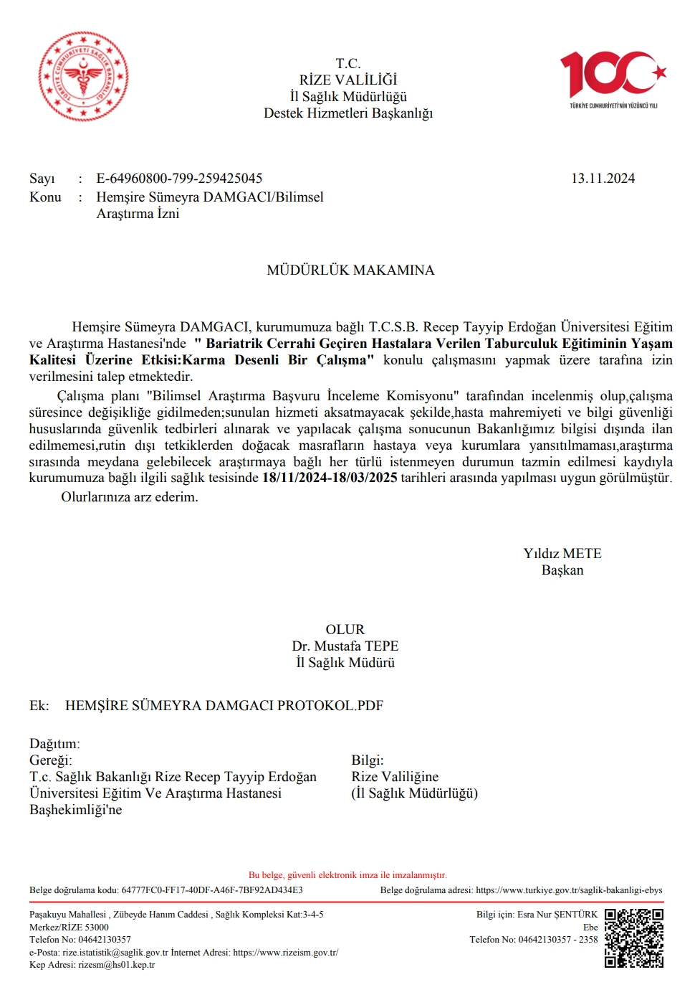 TÜRKİYE CUMHURİYETİ SAĞLIK BAKANLIĞI
T.C.
RİZE VALİLİĞİ
İl Sağlık Müdürlüğü
Destek Hizmetleri Başkanlığı
100
TÜRKİYE CUMHURİYETİ'NİN YÜZÜNCÜ YILI
Sayı : E-64960800-799-259425045 13.11.2024
Konu : Hemşire Sümeyra DAMGACI/Bilimsel
Araştırma İzni
MÜDÜRLÜK MAKAMINA
Hemşire Sümeyra DAMGACI, kurumumuza bağlı T.C.S.B. Recep Tayyip Erdoğan Üniversitesi Eğitim
ve Araştırma Hastanesi'nde " Bariatrik Cerrahi Geçiren Hastalara Verilen Taburculuk Eğitiminin Yaşam
Kalitesi Üzerine Etkisi:Karma Desenli Bir Çalışma" konulu çalışmasını yapmak üzere tarafına izin
verilmesini talep etmektedir.
Çalışma planı "Bilimsel Araştırma Başvuru İnceleme Komisyonu" tarafından incelenmiş olup,çalışma
süresince değişikliğe gidilmeden;sunulan hizmeti aksatmayacak şekilde,hasta mahremiyeti ve bilgi güvenliği
hususlarında güvenlik tedbirleri alınarak ve yapılacak çalışma sonucunun Bakanlığımız bilgisi dışında ilan
edilmemesi,rutin dışı tetkiklerden doğacak masrafların hastaya veya kurumlara yansıtılmaması,araştırma
sırasında meydana gelebilecek araştırmaya bağlı her türlü istenmeyen durumun tazmin edilmesi kaydıyla
kurumumuza bağlı ilgili sağlık tesisinde 18/11/2024-18/03/2025 tarihleri arasında yapılması uygun görülmüştür.
Olurlarınıza arz ederim.
Yıldız METE
Başkan
OLUR
Dr. Mustafa TEPE
İl Sağlık Müdürü
Ek: HEMŞİRE SÜMEYRA DAMGACI PROTOKOL.PDF
Dağıtım:
Gereği:
T.c. Sağlık Bakanlığı Rize Recep Tayyip Erdoğan
Üniversitesi Eğitim Ve Araştırma Hastanesi
Başhekimliği'ne
Bilgi:
Rize Valiliğine
(İl Sağlık Müdürlüğü)
Bu belge, güvenli elektronik imza ile imzalanmıştır.
Belge doğrulama kodu: 64777FC0-FF17-40DF-A46F-7BF92AD434E3 Belge doğrulama adresi: https://www.turkiye.gov.tr/saglik-bakanligi-ebys
Paşakuyu Mahallesi , Zübeyde Hanım Caddesi , Sağlık Kompleksi Kat:3-4-5
Merkez/RİZE 53000
Telefon No: 04642130357
e-Posta: rize.istatistik@saglik.gov.tr İnternet Adresi: https://www.rizeism.gov.tr/
Kep Adresi: rizesm@hs01.kep.tr
Bilgi için: Esra Nur ŞENTÜRK
Ebe
Telefon No: 04642130357 - 2358